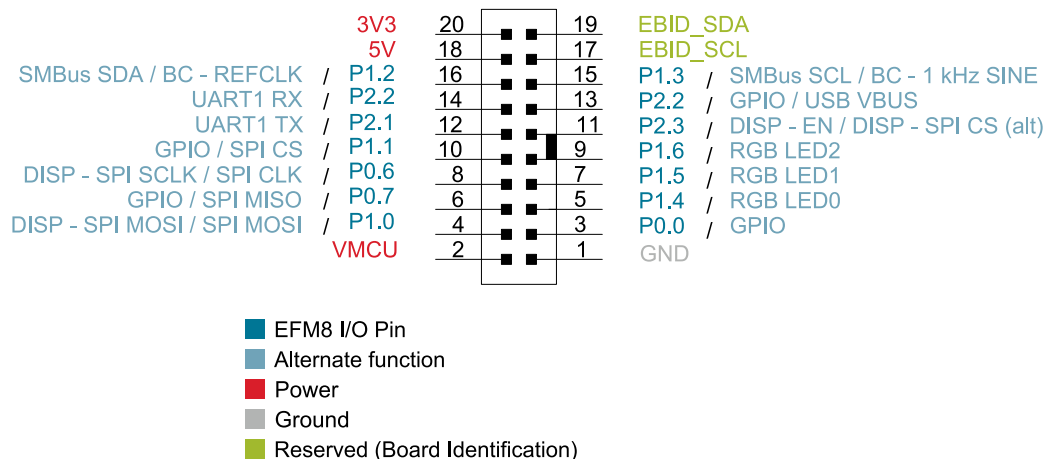 3V3 20 19 EBID_SDA
5V 18 17 EBID_SCL
SMBus SDA / BC - REFCLK / P1.2 16 15 P1.3 / SMBus SCL / BC - 1 kHz SINE
UART1 RX / P2.2 14 13 P2.2 / GPIO / USB VBUS
UART1 TX / P2.1 12 11 P2.3 / DISP - EN / DISP - SPI CS (alt)
GPIO / SPI CS / P1.1 10 9 P1.6 / RGB LED2
DISP - SPI SCLK / SPI CLK / P0.6 8 7 P1.5 / RGB LED1
GPIO / SPI MISO / P0.7 6 5 P1.4 / RGB LED0
DISP - SPI MOSI / SPI MOSI / P1.0 4 3 P0.0 / GPIO
VMCU 2 1 GND
EFM8 I/O Pin
Alternate function
Power
Ground
Reserved (Board Identification)